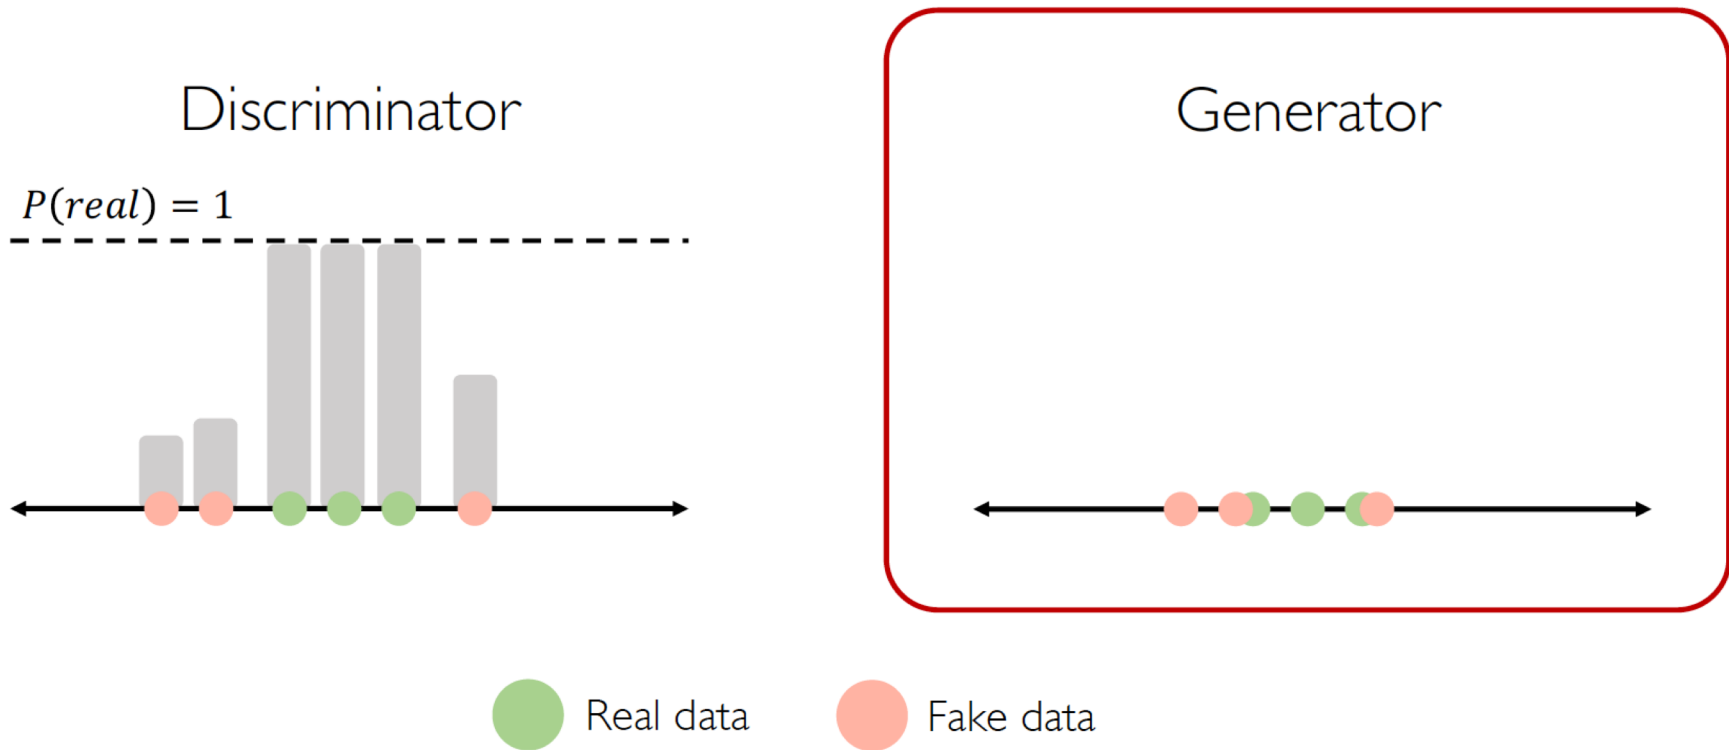 Discriminator
Generator
P(real) = 1
Real data
Fake data